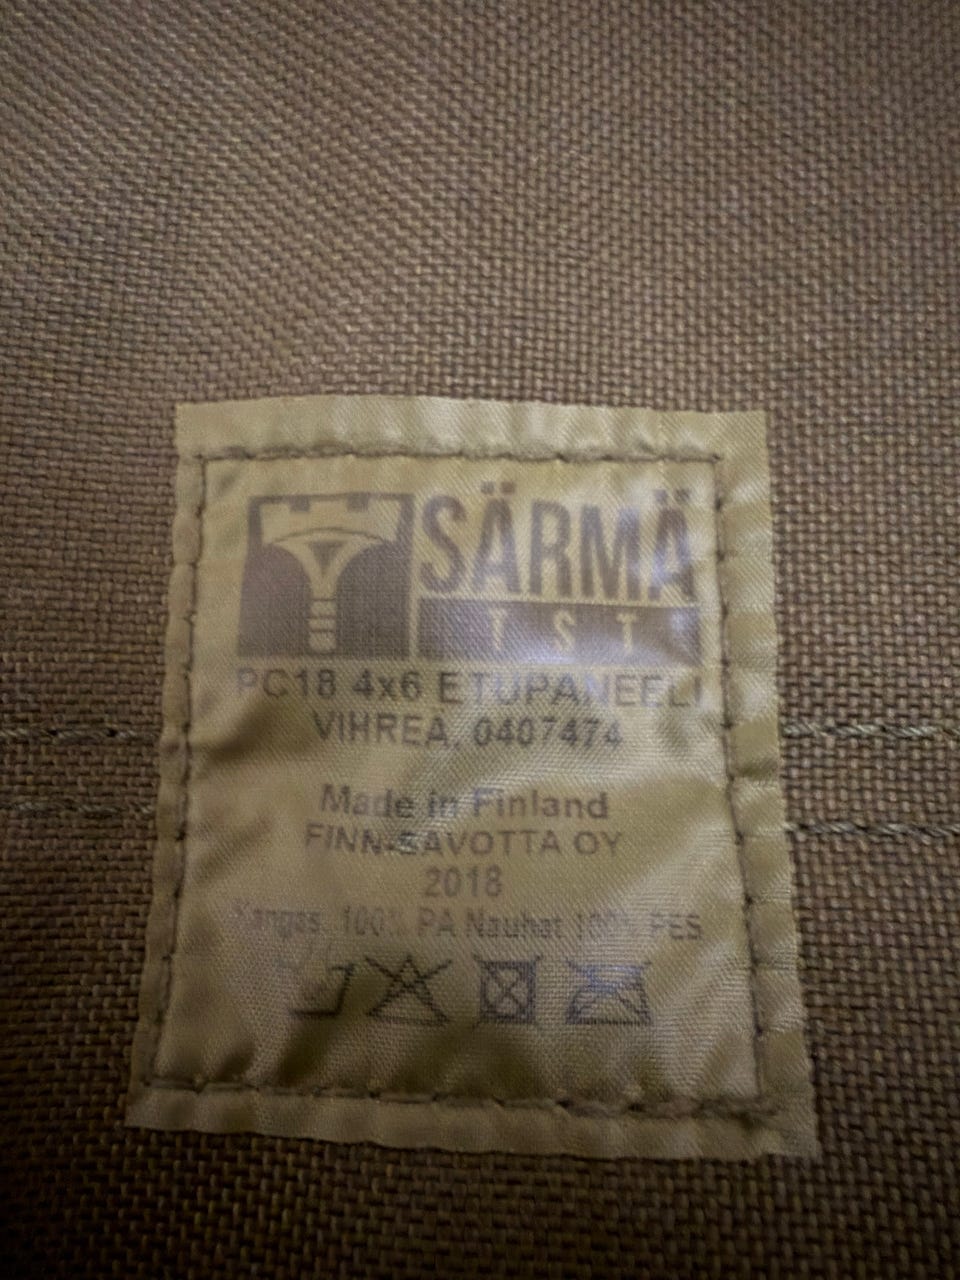 SÄRMÄ
TST
PC18 4x6 ETUPANEELI
VIHREA, 0407474
Made in Finland
FINN-SAVOTTA OY
2018
Kangas. 100% PA Nauhat 100% PES